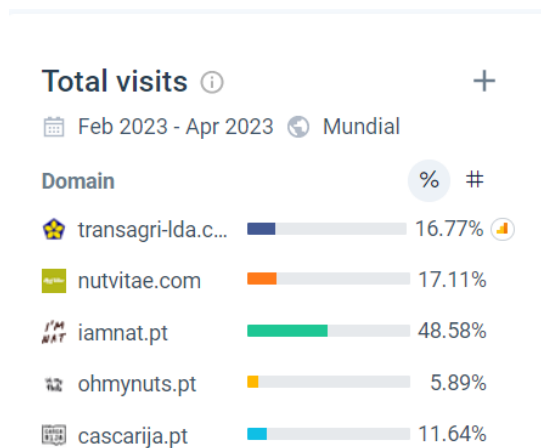 Total visits
Feb 2023 - Apr 2023 Mundial
Domain % #
transagri-lda.c... 16.77%
nutvitae.com 17.11%
I'M NAT iamnat.pt 48.58%
ohmynuts.pt 5.89%
cascarija.pt 11.64%